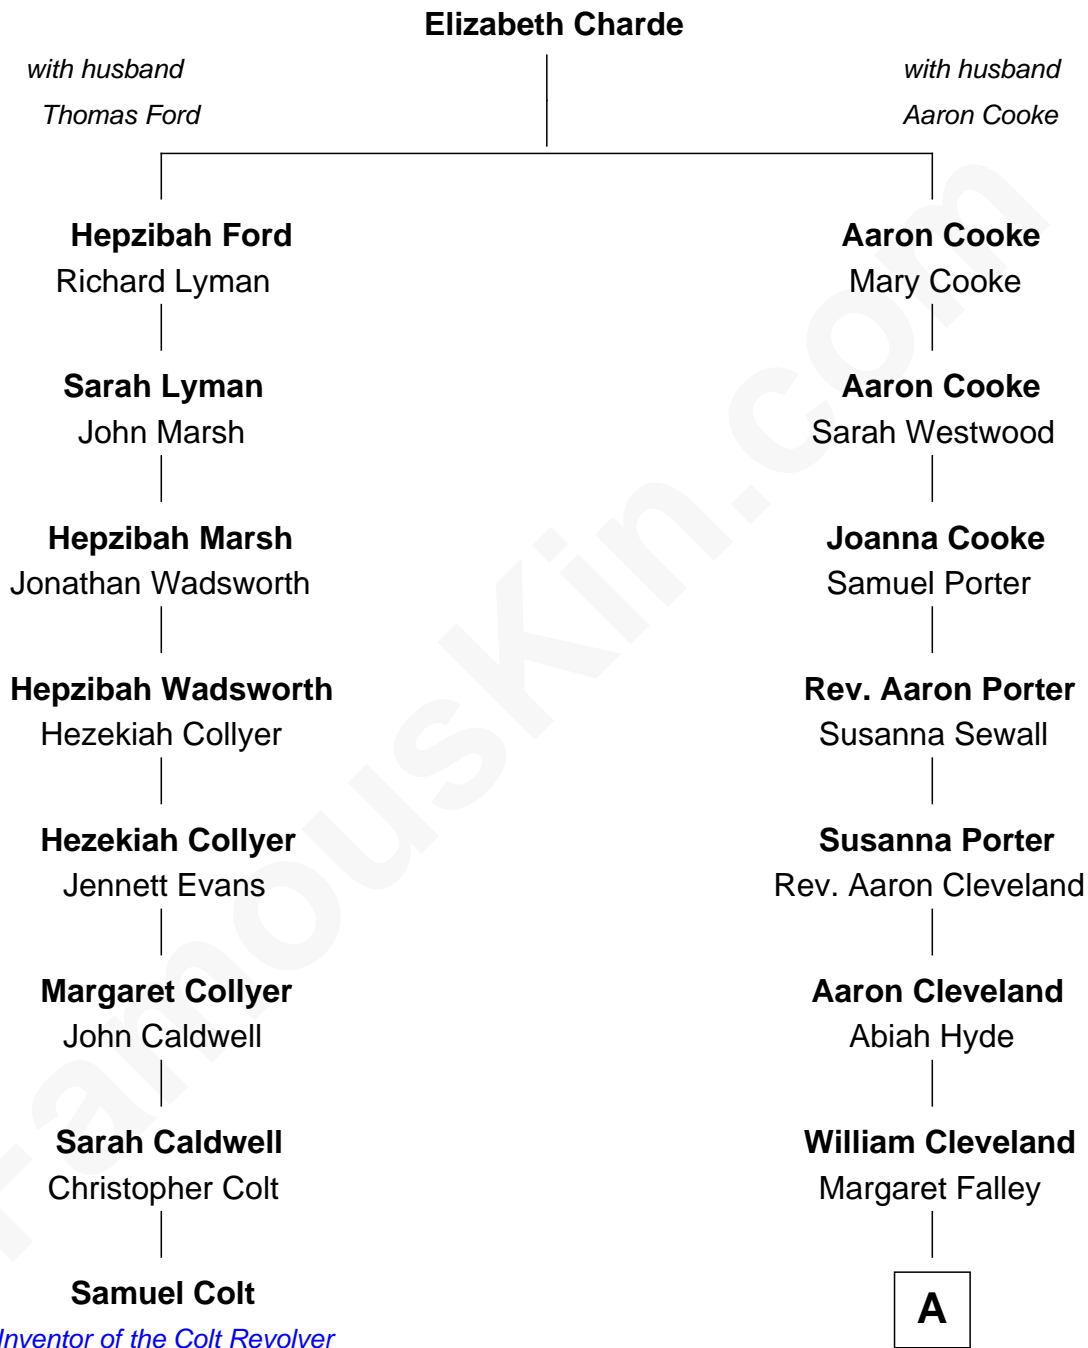 Elizabeth Charde
with husband
Thomas Ford
with husband
Aaron Cooke
Hepzibah Ford
Richard Lyman
Aaron Cooke
Mary Cooke
Sarah Lyman
John Marsh
Aaron Cooke
Sarah Westwood
Hepzibah Marsh
Jonathan Wadsworth
Joanna Cooke
Samuel Porter
Hepzibah Wadsworth
Hezekiah Collyer
Rev. Aaron Porter
Susanna Sewall
Hezekiah Collyer
Jennett Evans
Susanna Porter
Rev. Aaron Cleveland
Margaret Collyer
John Caldwell
Aaron Cleveland
Abiah Hyde
Sarah Caldwell
Christopher Colt
William Cleveland
Margaret Falley
Samuel Colt
Inventor of the Colt Revolver
A
FamousKin.com